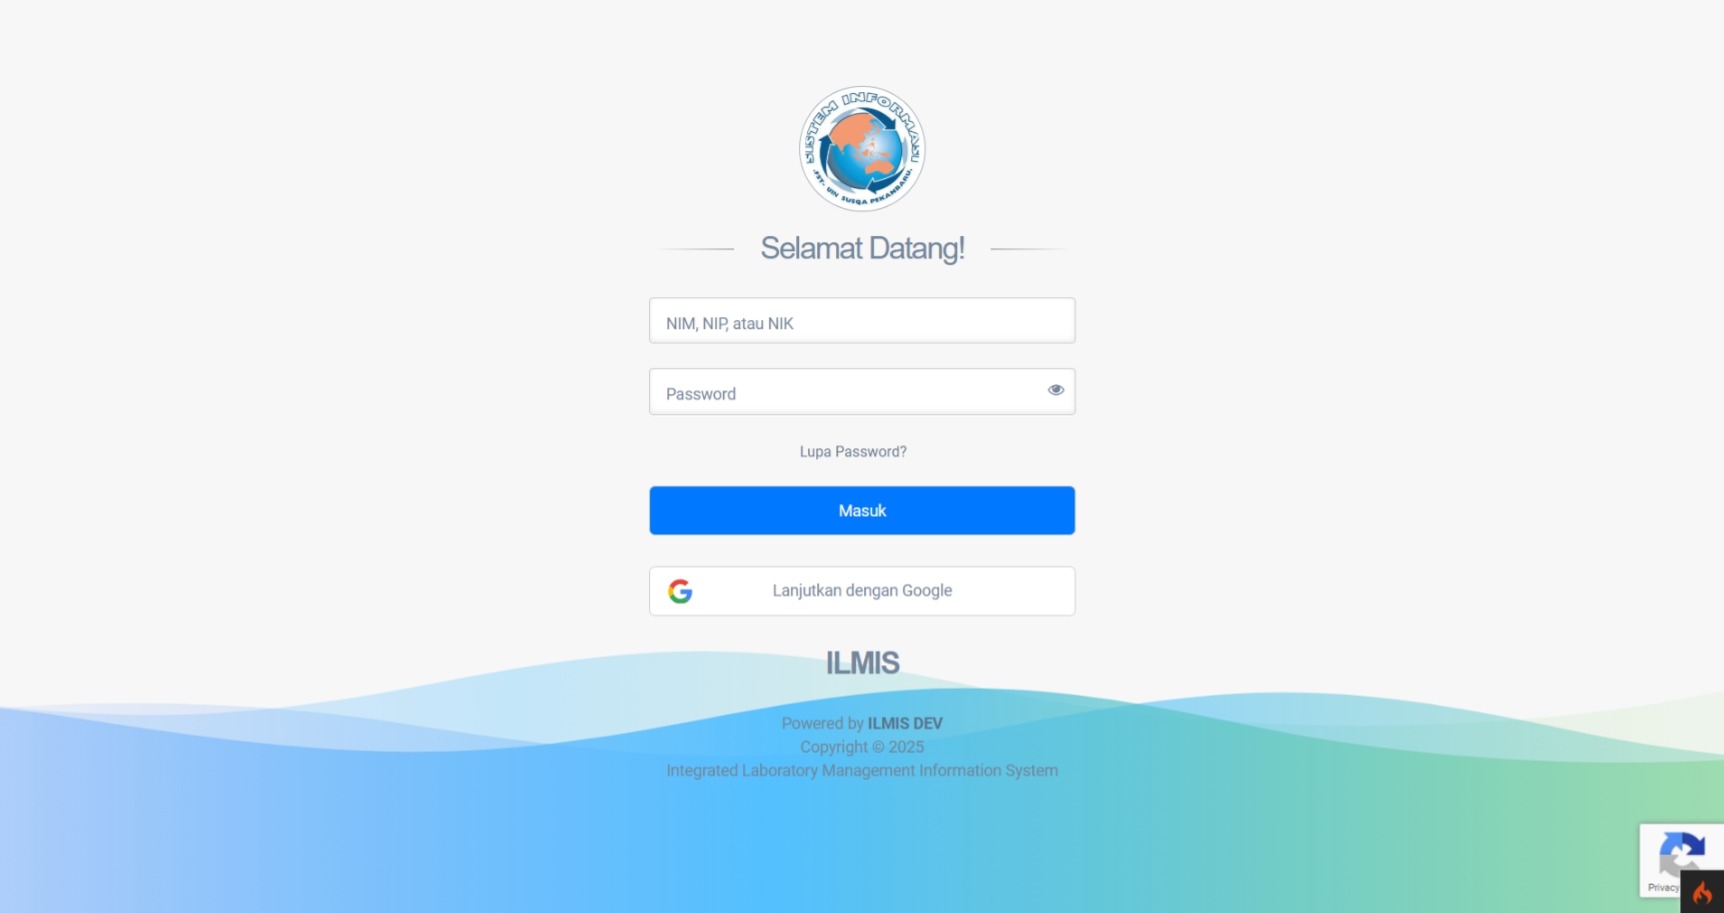 SISTEM INFORMASI
FST. UIN SUSQA PEKANBARU.
Selamat Datang!
NIM, NIP, atau NIK
Password
Lupa Password?
Masuk
Lanjutkan dengan Google
ILMIS
Powered by ILMIS DEV
Copyright © 2025
Integrated Laboratory Management Information System
Privacy